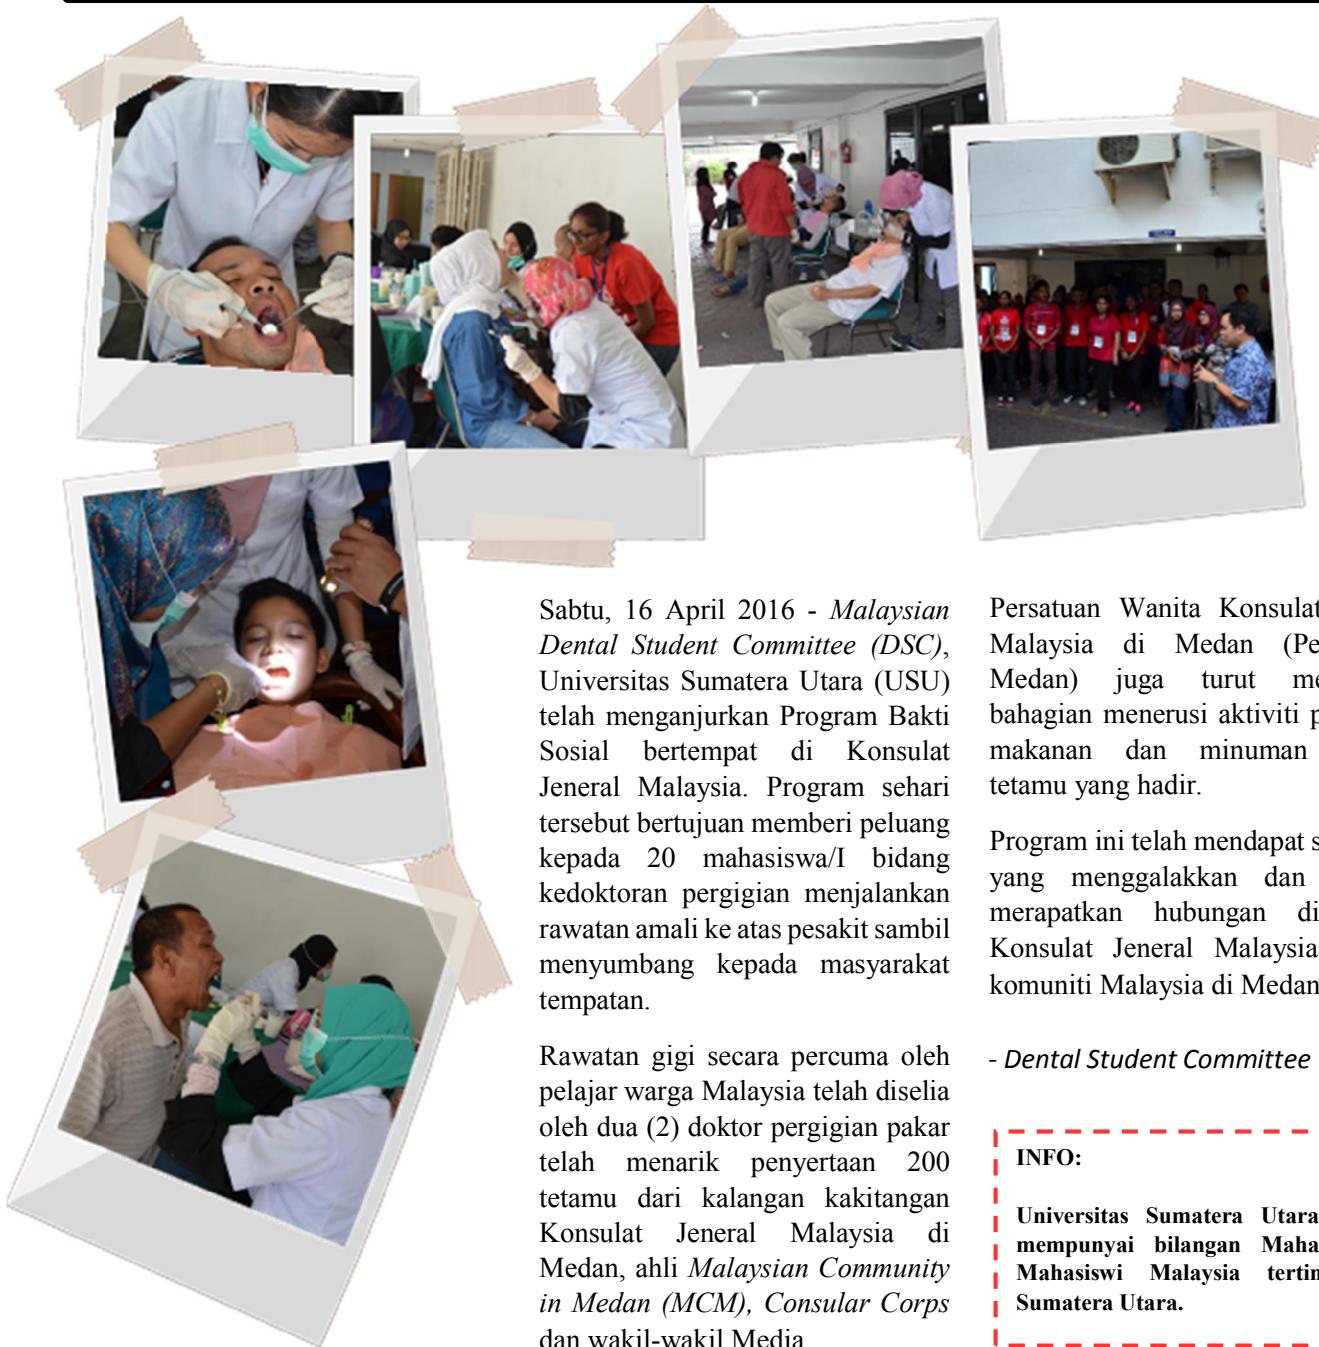 Sabtu, 16 April 2016 - Malaysian
Dental Student Committee (DSC),
Universitas Sumatera Utara (USU)
telah menganjurkan Program Bakti
Sosial bertempat di Konsulat
Jeneral Malaysia. Program sehari
tersebut bertujuan memberi peluang
kepada 20 mahasiswa/I bidang
kedoktoran pergigian menjalankan
rawatan amali ke atas pesakit sambil
menyumbang kepada masyarakat
tempatan.
Rawatan gigi secara percuma oleh
pelajar warga Malaysia telah diselia
oleh dua (2) doktor pergigian pakar
telah menarik penyertaan 200
tetamu dari kalangan kakitangan
Konsulat Jeneral Malaysia di
Medan, ahli Malaysian Community
in Medan (MCM), Consular Corps
dan wakil-wakil Media
Persatuan Wanita Konsulat
Malaysia di Medan (Pe
Medan) juga turut me
bahagian menerusi aktiviti p
makanan dan minuman
tetamu yang hadir.
Program ini telah mendapat s
yang menggalakkan dan
merapatkan hubungan di
Konsulat Jeneral Malaysia
komuniti Malaysia di Medan
- Dental Student Committee
INFO:
Universitas Sumatera Utara
mempunyai bilangan Maha
Mahasiswi Malaysia tertin
Sumatera Utara.